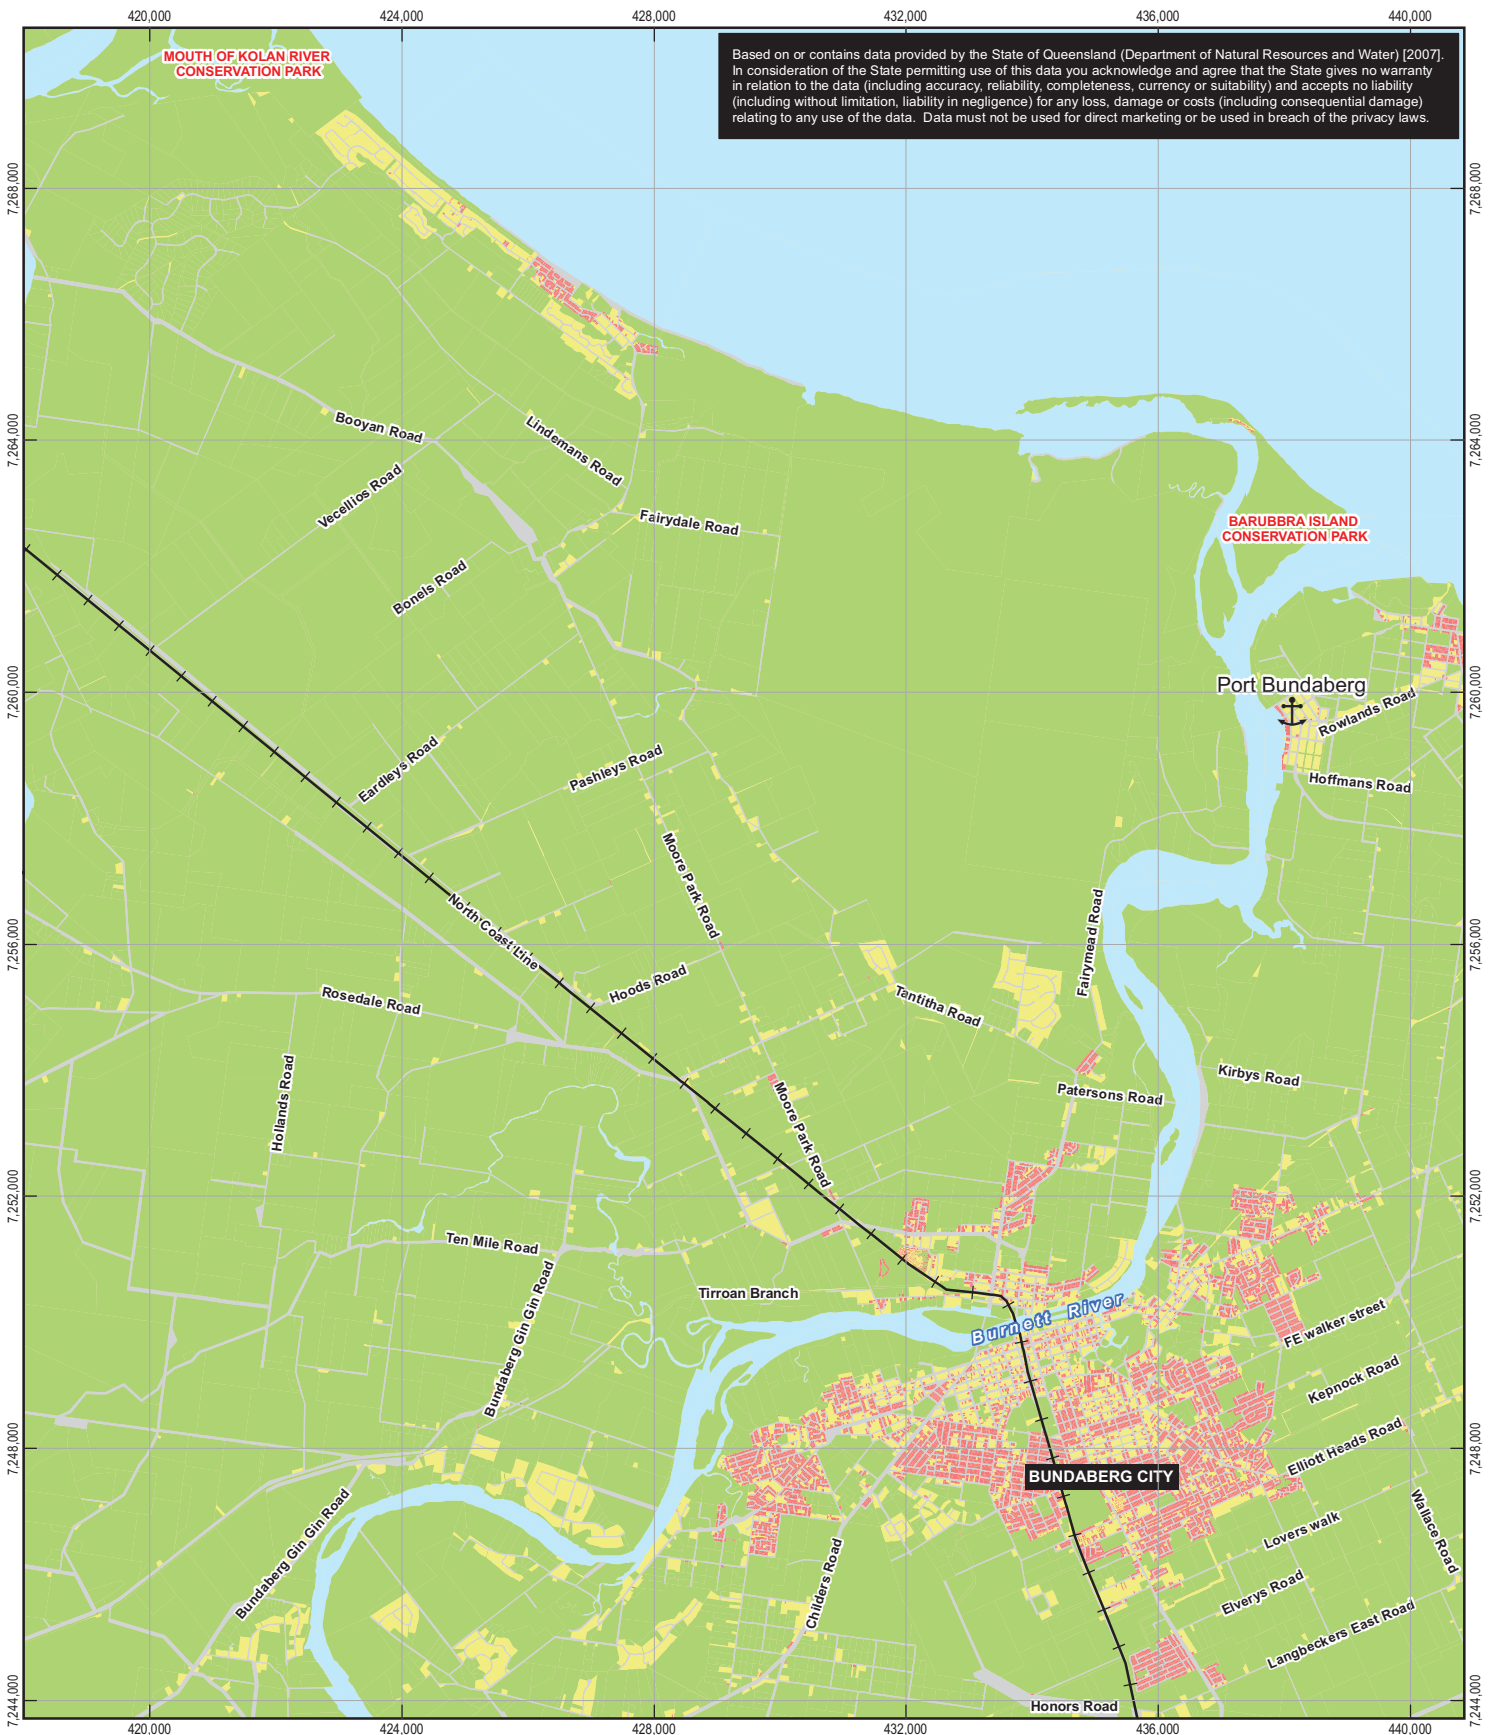 420,000
424,000
428,000
432,000
436,000
440,000
MOUTH OF KOLAN RIVER
CONSERVATION PARK
Based on or contains data provided by the State of Queensland (Department of Natural Resources and Water) [2007].
In consideration of the State permitting use of this data you acknowledge and agree that the State gives no warranty
in relation to the data (including accuracy, reliability, completeness, currency or suitability) and accepts no liability
(including without limitation, liability in negligence) for any loss, damage or costs (including consequential damage)
relating to any use of the data. Data must not be used for direct marketing or be used in breach of the privacy laws.
7,268,000
7,268,000
Booyan Road
Lindemans Road
7,264,000
7,264,000
Vecellios Road
Fairydale Road
BARUBBRA ISLAND
CONSERVATION PARK
Bonels Road
7,260,000
Port Bundaberg
7,260,000
Rowlands Road
Eardleys Road
Pashleys Road
Hoffmans Road
Moore Park Road
North Coast Line
Fairymead Road
7,256,000
7,256,000
Hoods Road
Rosedale Road
Tantitha Road
Hollands Road
Kirbys Road
Patersons Road
Moore Park Road
7,252,000
7,252,000
Ten Mile Road
Bundaberg Gin Gin Road
Tirroan Branch
Burnett River
FE walker street
Kepnock Road
7,248,000
7,248,000
Elliott Heads Road
BUNDABERG CITY
Bundaberg Gin Gin Road
Lovers walk
Wallace Road
Childers Road
Elverys Road
Langbeckers East Road
7,244,000
Honors Road
7,244,000
420,000
424,000
428,000
432,000
436,000
440,000